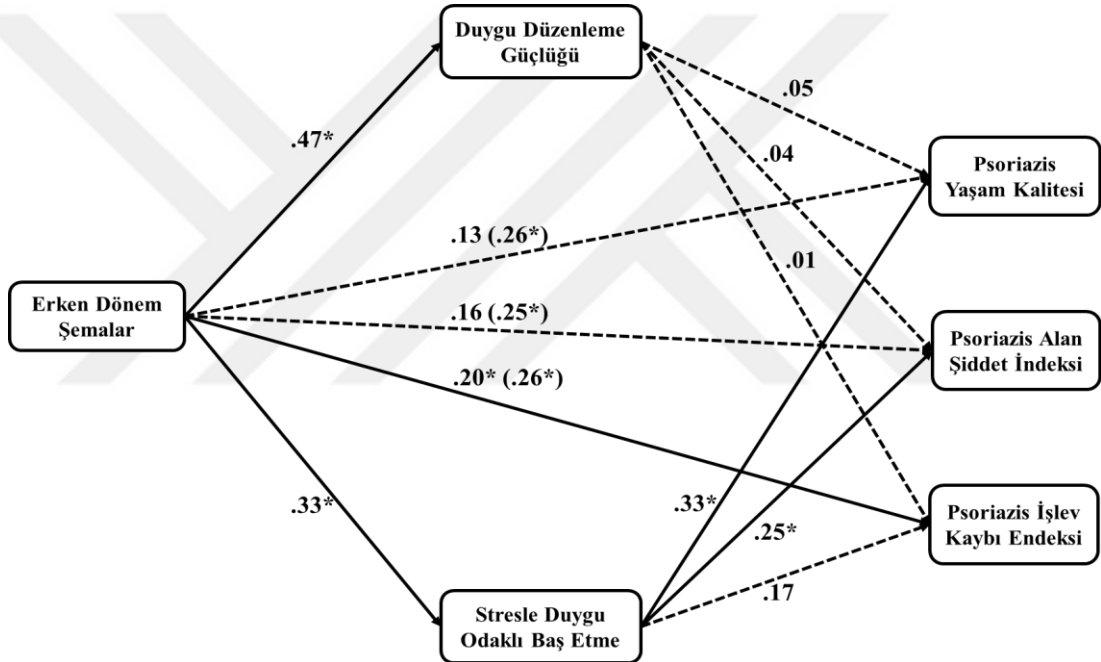 Duygu Düzenleme
Güçlüğü
.05
.47*
.04
Psoriazis
Yaşam Kalitesi
.13 (.26*)
.01
Erken Dönem
Şemalar
.16 (.25*)
Psoriazis Alan
Şiddet İndeksi
.20* (.26*)
.33*
.33*
.25*
Psoriazis İşlev
Kaybı Endeksi
.17
Stresle Duygu
Odaklı Baş Etme